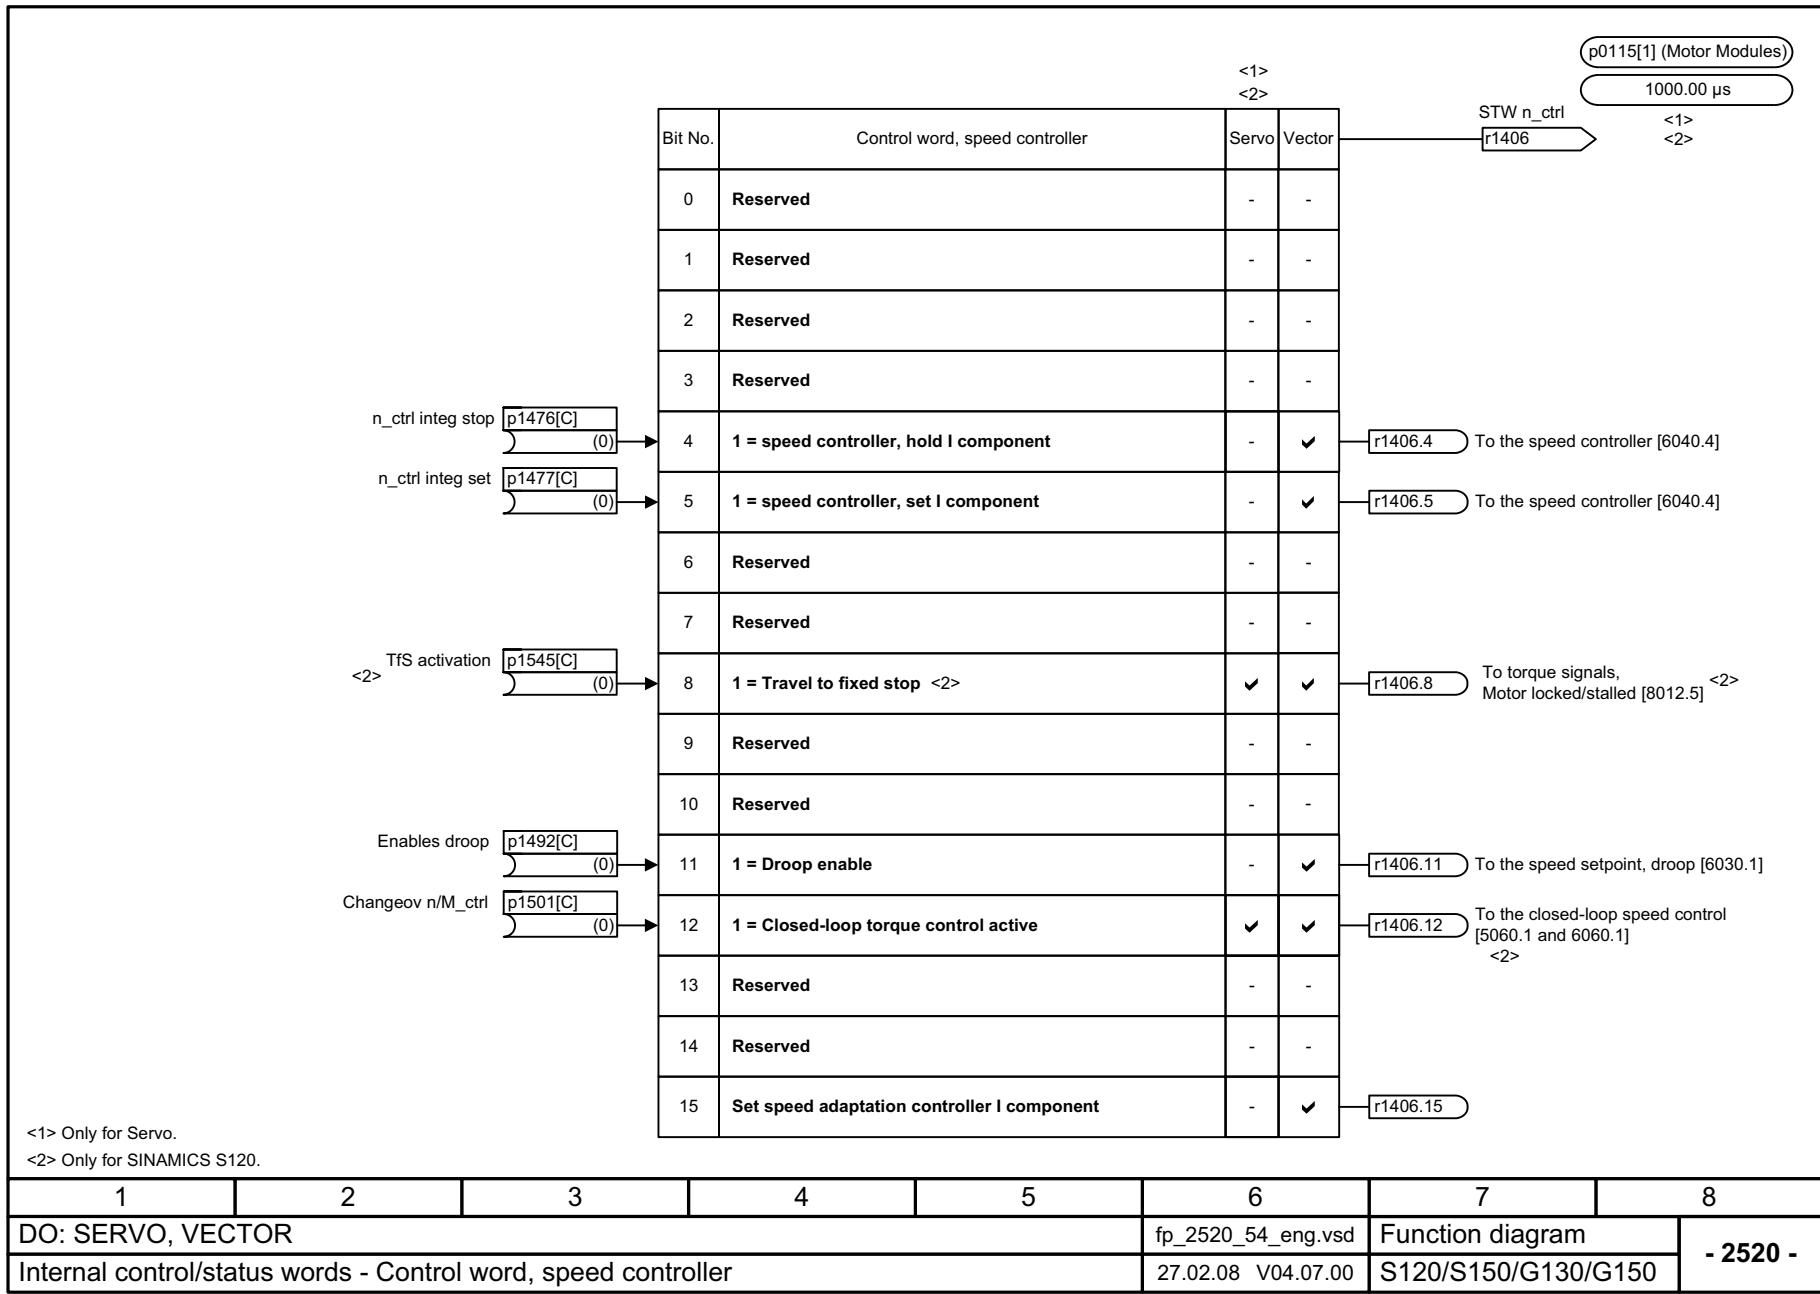 p0115[1] (Motor Modules)
1000.00 µs
<1>
<2>
<1>
<2>
STW n_ctrl
r1406
Bit No. Control word, speed controller Servo Vector
0 Reserved - -
1 Reserved - -
2 Reserved - -
3 Reserved - -
n_ctrl integ stop p1476[C]
(0) 4 1 = speed controller, hold I component - ✔ r1406.4 To the speed controller [6040.4]
n_ctrl integ set p1477[C]
(0) 5 1 = speed controller, set I component - ✔ r1406.5 To the speed controller [6040.4]
6 Reserved - -
7 Reserved - -
TfS activation p1545[C]
<2> (0) 8 1 = Travel to fixed stop <2> ✔ ✔ r1406.8 To torque signals,
Motor locked/stalled [8012.5] <2>
9 Reserved - -
10 Reserved - -
Enables droop p1492[C]
(0) 11 1 = Droop enable - ✔ r1406.11 To the speed setpoint, droop [6030.1]
Changeov n/M_ctrl p1501[C]
(0) 12 1 = Closed-loop torque control active ✔ ✔ r1406.12 To the closed-loop speed control
[5060.1 and 6060.1]
<2>
13 Reserved - -
14 Reserved - -
15 Set speed adaptation controller I component - ✔ r1406.15
<1> Only for Servo.
<2> Only for SINAMICS S120.
1 2 3 4 5 6 7 8
DO: SERVO, VECTOR fp_2520_54_eng.vsd Function diagram - 2520 -
Internal control/status words - Control word, speed controller 27.02.08 V04.07.00 S120/S150/G130/G150